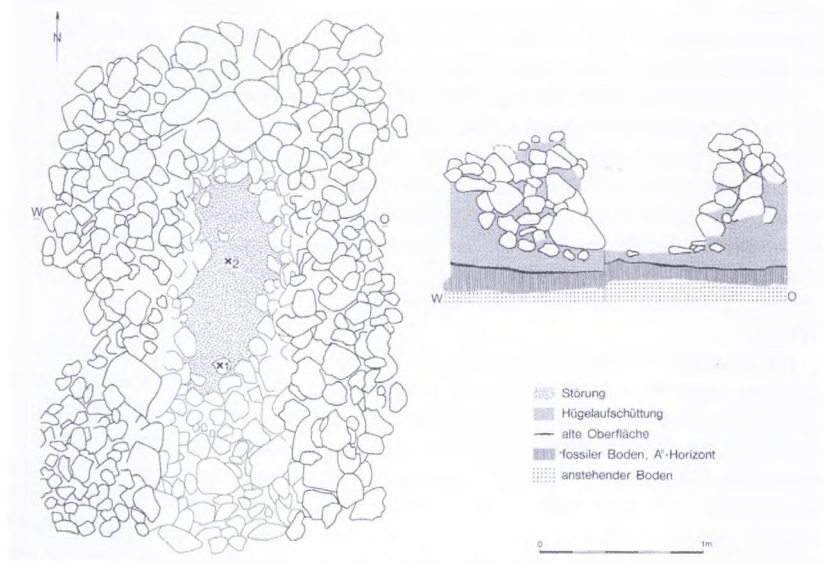 N
W
O
×2
×1
W
O
Störung
Hügelaufschüttung
alte Oberfläche
fossiler Boden, A-Horizont
anstehender Boden
0 1m